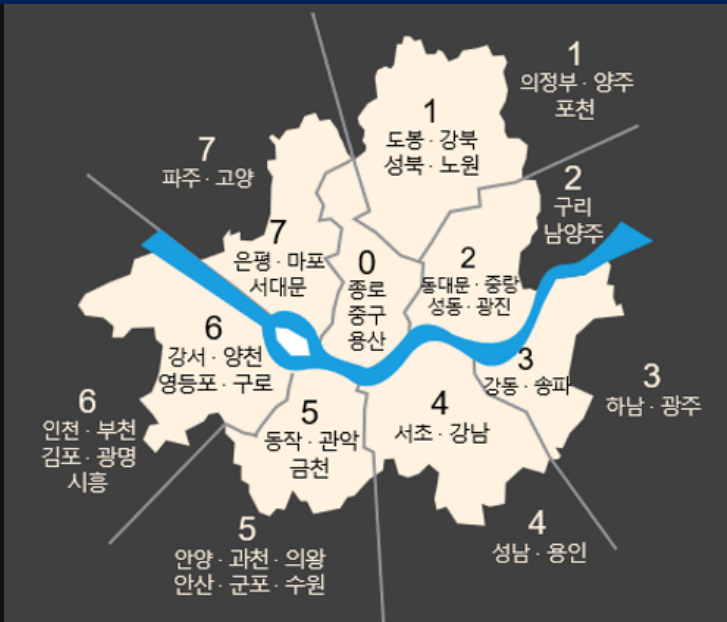 1
의정부 · 양주
포천
1
도봉 · 강북
성북 · 노원
7
파주 · 고양
2
구리
남양주
7
은평 · 마포
서대문
0
종로
중구
용산
2
동대문 · 중랑
성동 · 광진
6
강서 · 양천
영등포 · 구로
3
강동 · 송파
3
하남 · 광주
6
인천 · 부천
김포 · 광명
시흥
5
동작 · 관악
금천
4
서초 · 강남
5
안양 · 과천 · 의왕
안산 · 군포 · 수원
4
성남 · 용인